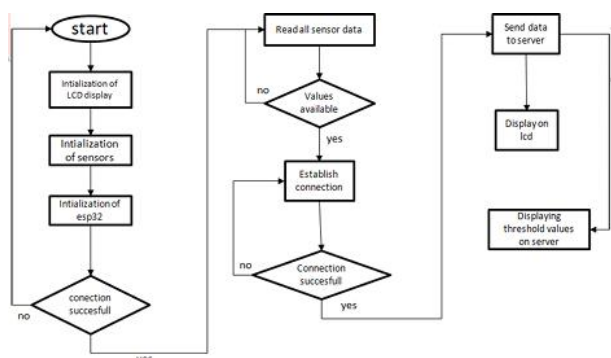 start
Intialization of
LCD display
Intialization
of sensors
Intialization of
esp32
conection
succesfull
no
yes
Read all sensor data
no
Values
available
yes
Establish
connection
no
Connection
succesfull
yes
Send data
to server
Display on
lcd
Displaying
threshold values
on server